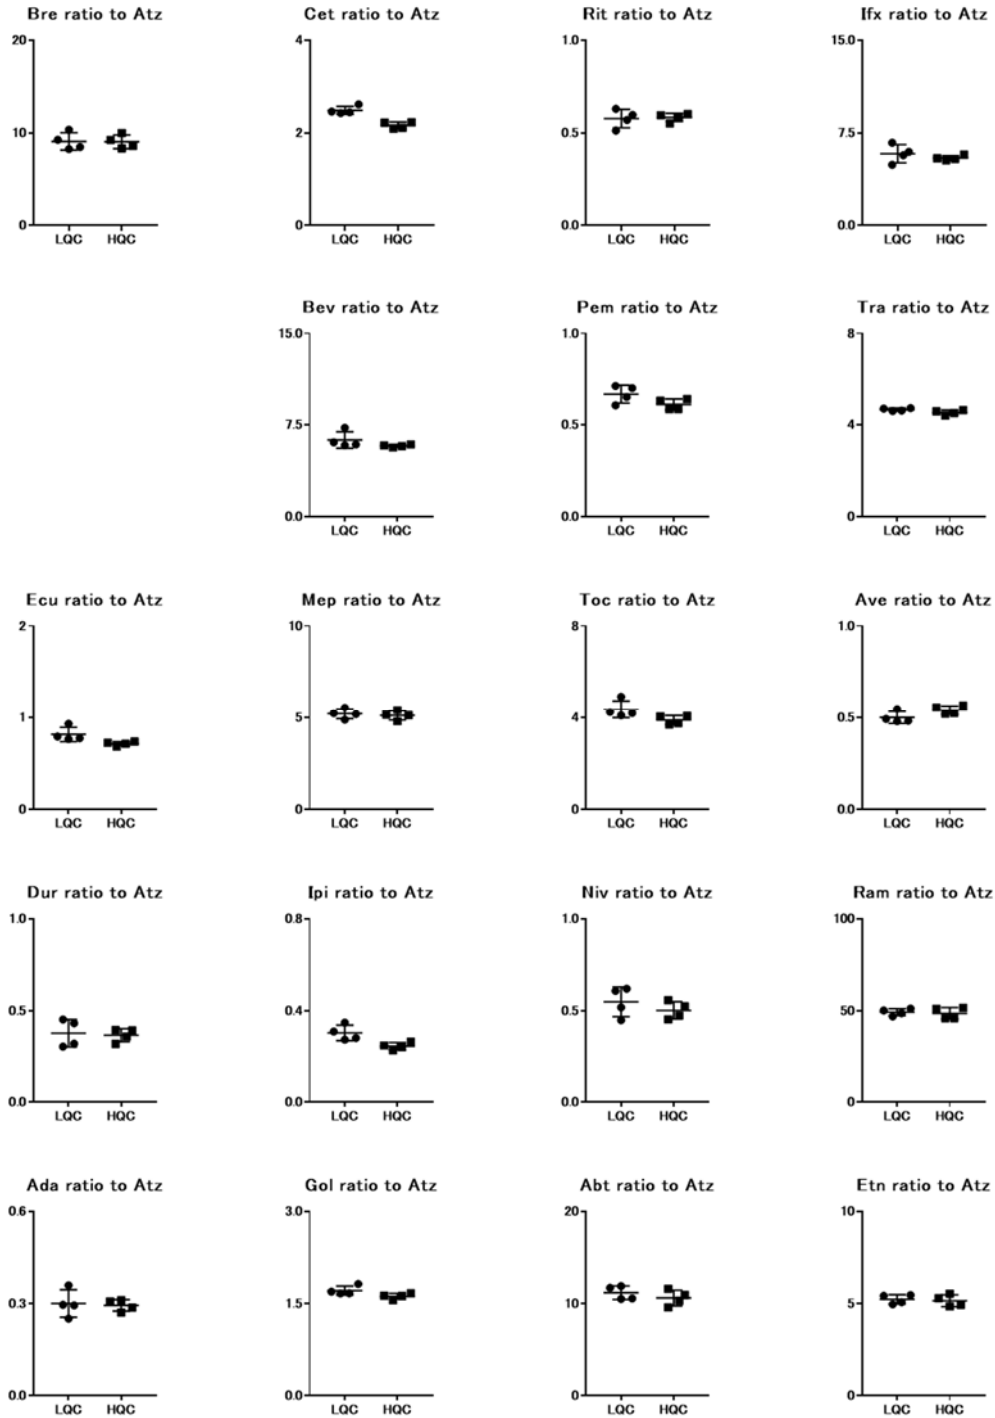 Bre ratio to Atz
Cet ratio to Atz
Rit ratio to Atz
Ifx ratio to Atz
20
10
0
LQC HQC
4
2
0
LQC HQC
1.0
0.5
0.0
LQC HQC
15.0
7.5
0.0
LQC HQC
Bev ratio to Atz
Pem ratio to Atz
Tra ratio to Atz
15.0
7.5
0.0
LQC HQC
1.0
0.5
0.0
LQC HQC
8
4
0
LQC HQC
Ecu ratio to Atz
Mep ratio to Atz
Toc ratio to Atz
Ave ratio to Atz
2
1
0
LQC HQC
10
5
0
LQC HQC
8
4
0
LQC HQC
1.0
0.5
0.0
LQC HQC
Dur ratio to Atz
Ipi ratio to Atz
Niv ratio to Atz
Ram ratio to Atz
1.0
0.5
0.0
LQC HQC
0.8
0.4
0.0
LQC HQC
1.0
0.5
0.0
LQC HQC
100
50
0
LQC HQC
Ada ratio to Atz
Gol ratio to Atz
Abt ratio to Atz
Etn ratio to Atz
0.6
0.3
0.0
LQC HQC
3.0
1.5
0.0
LQC HQC
20
10
0
LQC HQC
10
5
0
LQC HQC